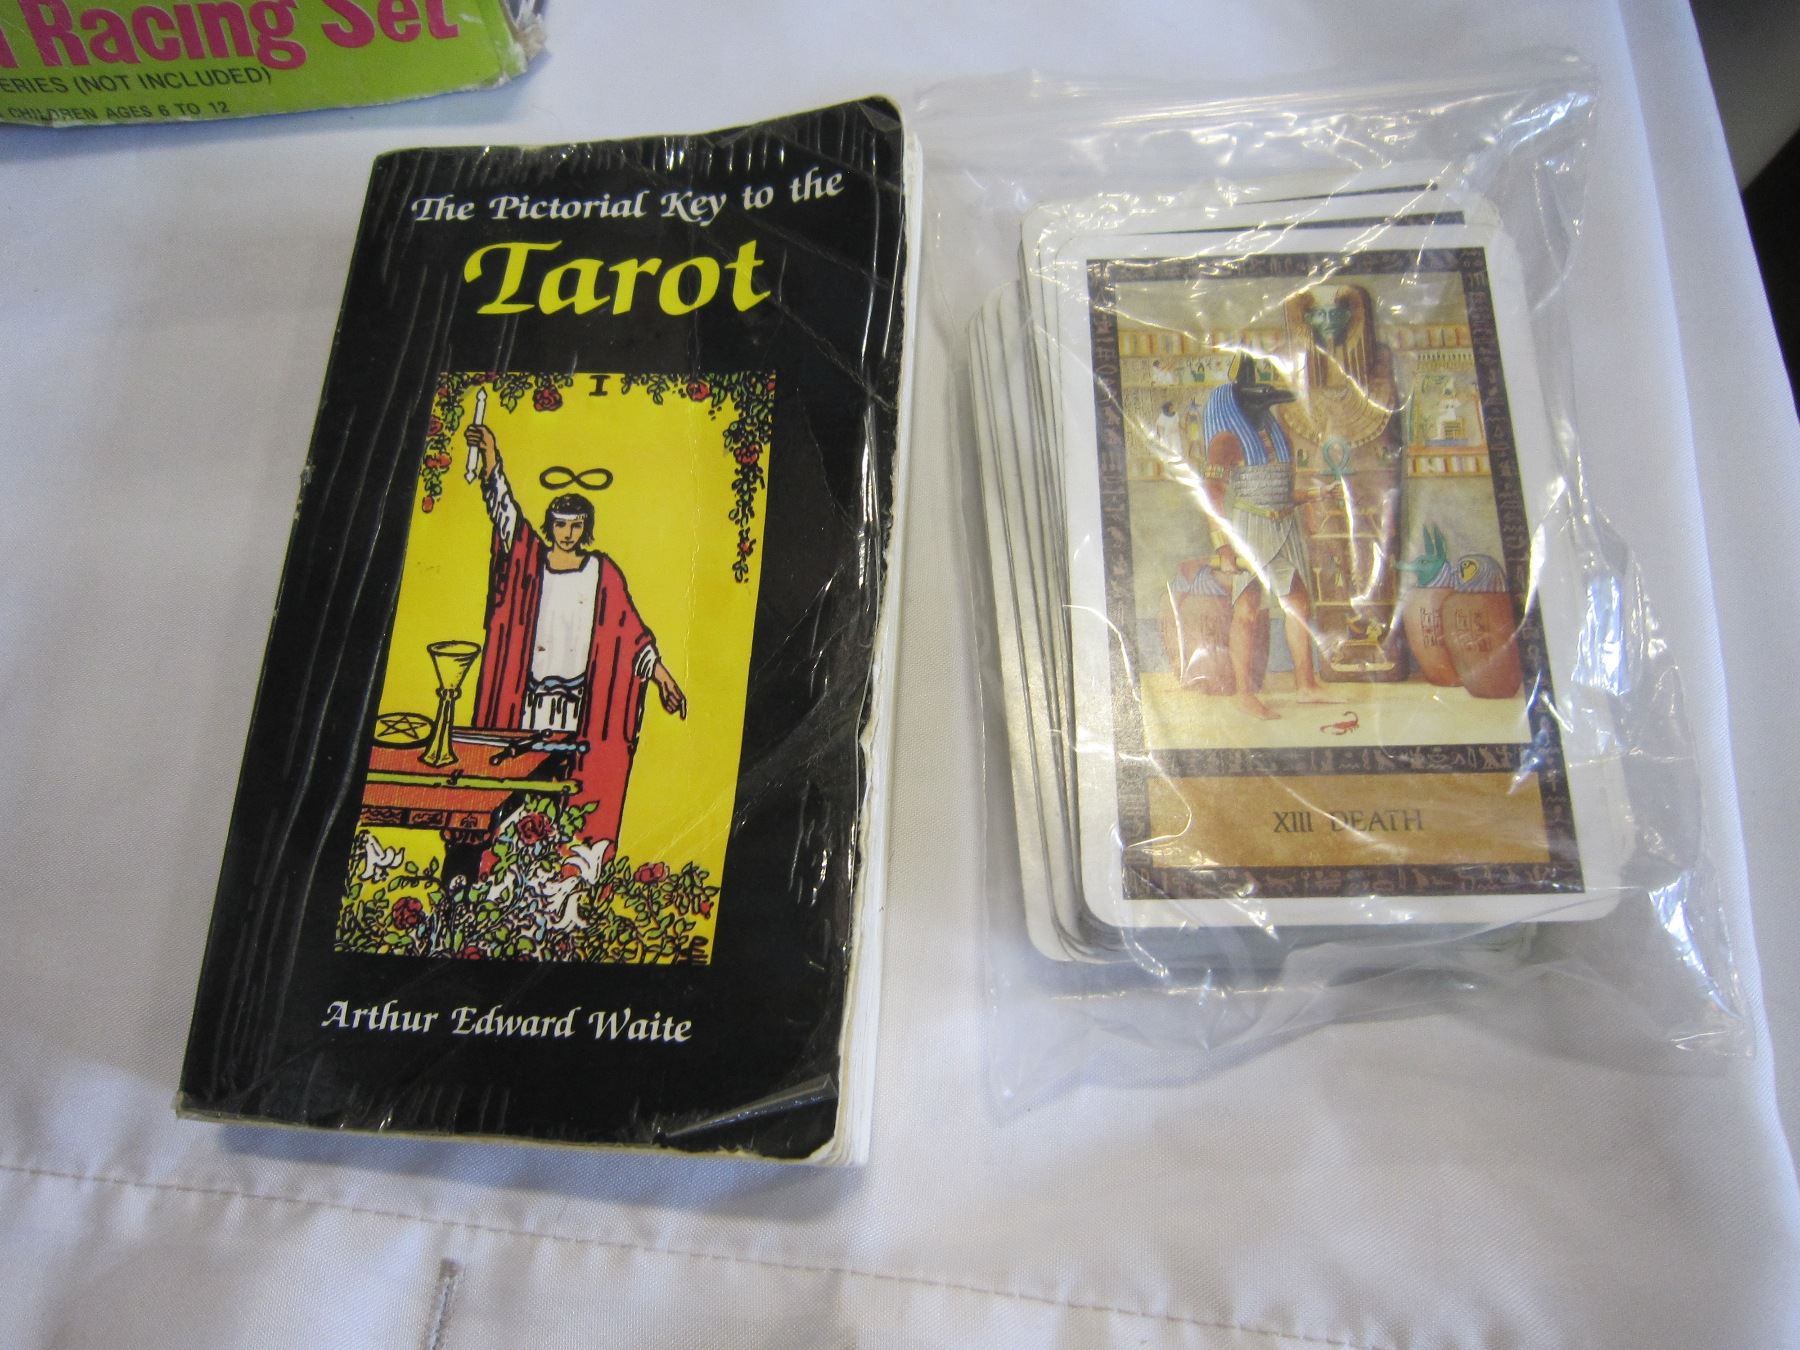 Racing Set
ERIES (NOT INCLUDED)
CHILDREN AGES 6 TO 12
The Pictorial Key to the
Tarot
I
Arthur Edward Waite
XIII DEATH